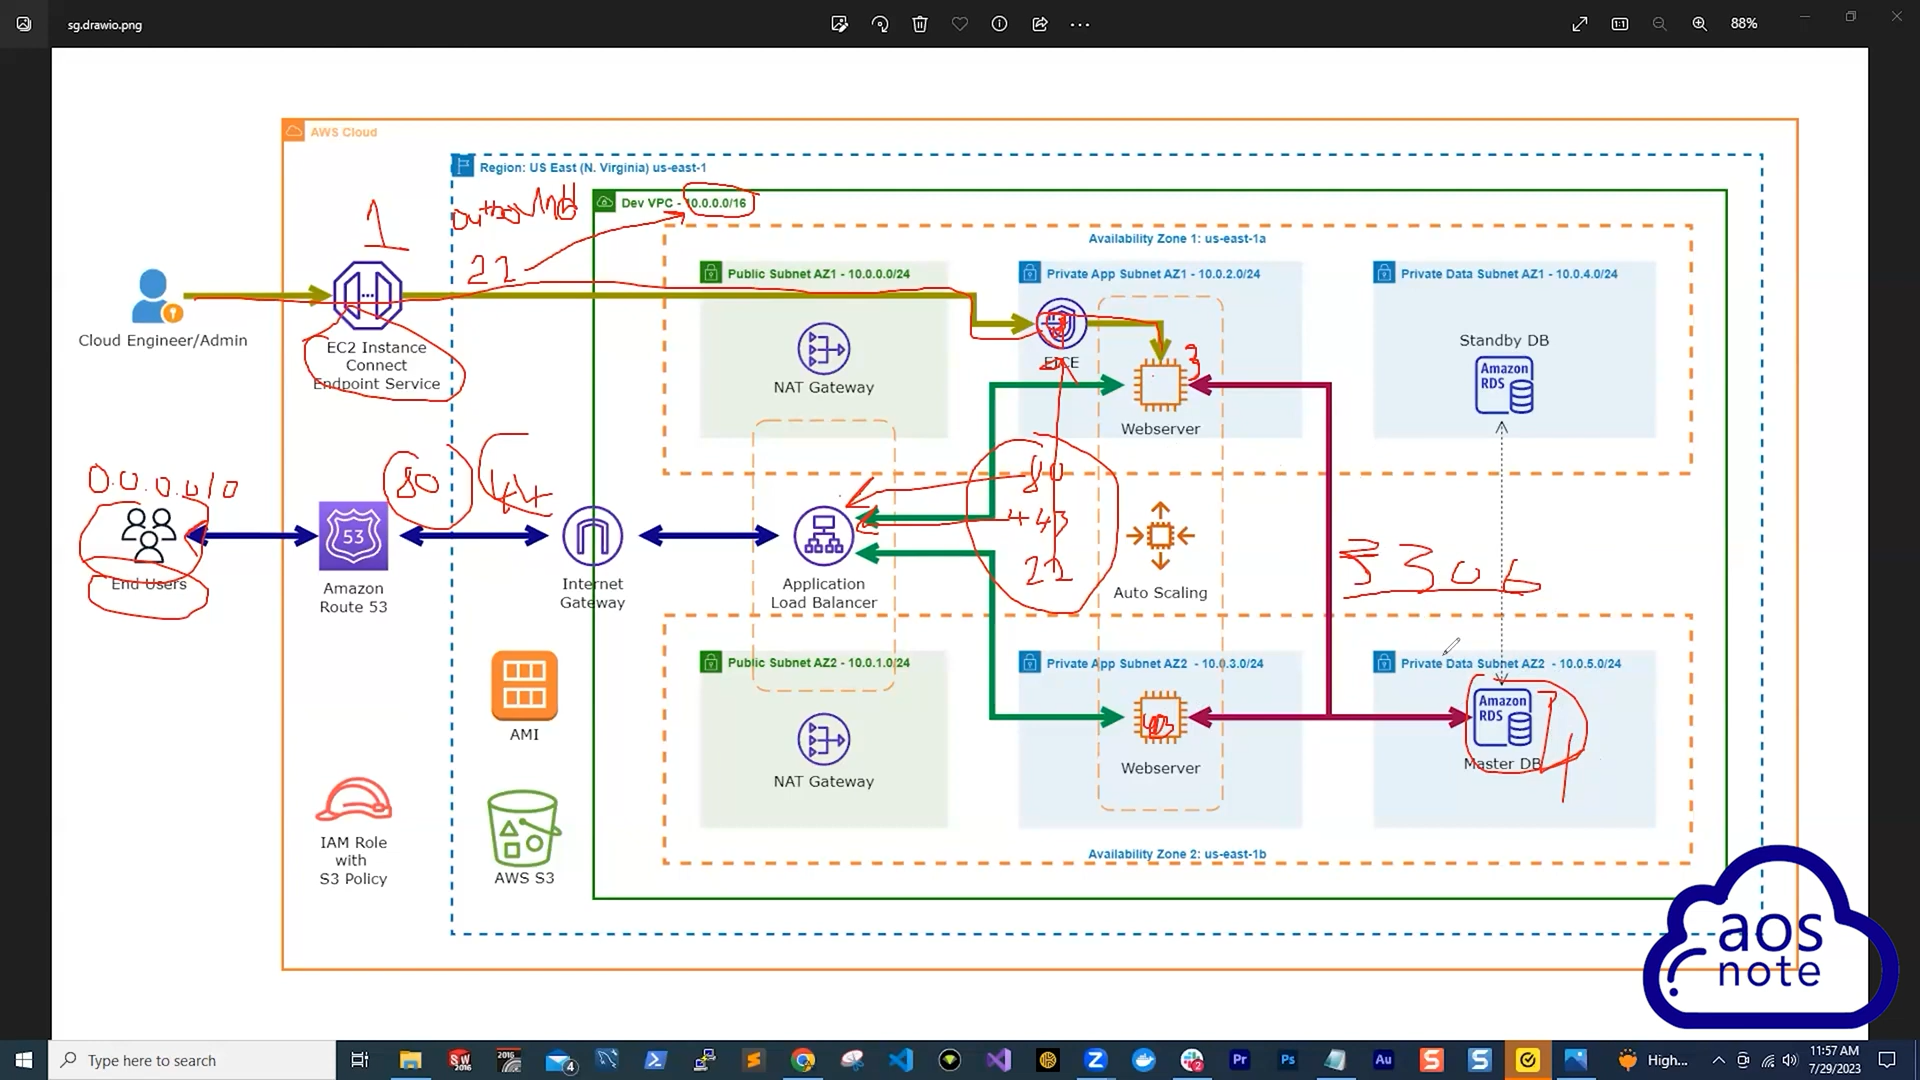 sg.drawio.png
88%
AWS Cloud
Region: US East (N. Virginia) us-east-1
Dev VPC - 10.0.0.0/16
1
outbound
22
Availability Zone 1: us-east-1a
Public Subnet AZ1 - 10.0.0.0/24
Private App Subnet AZ1 - 10.0.2.0/24
Private Data Subnet AZ1 - 10.0.4.0/24
Cloud Engineer/Admin
EC2 Instance
Connect
Endpoint Service
NAT Gateway
EICE
3
Webserver
Standby DB
Amazon
RDS
0.0.0.0/0
80
44
80
443
22
End Users
53
Amazon
Route 53
Internet
Gateway
Application
Load Balancer
Auto Scaling
3306
Public Subnet AZ2 - 10.0.1.0/24
Private App Subnet AZ2 - 10.0.3.0/24
Private Data Subnet AZ2 - 10.0.5.0/24
AMI
NAT Gateway
Webserver
Amazon
RDS
Master DB
IAM Role
with
S3 Policy
AWS S3
Availability Zone 2: us-east-1b
aos
note
Type here to search
High...
11:57 AM
7/29/2023